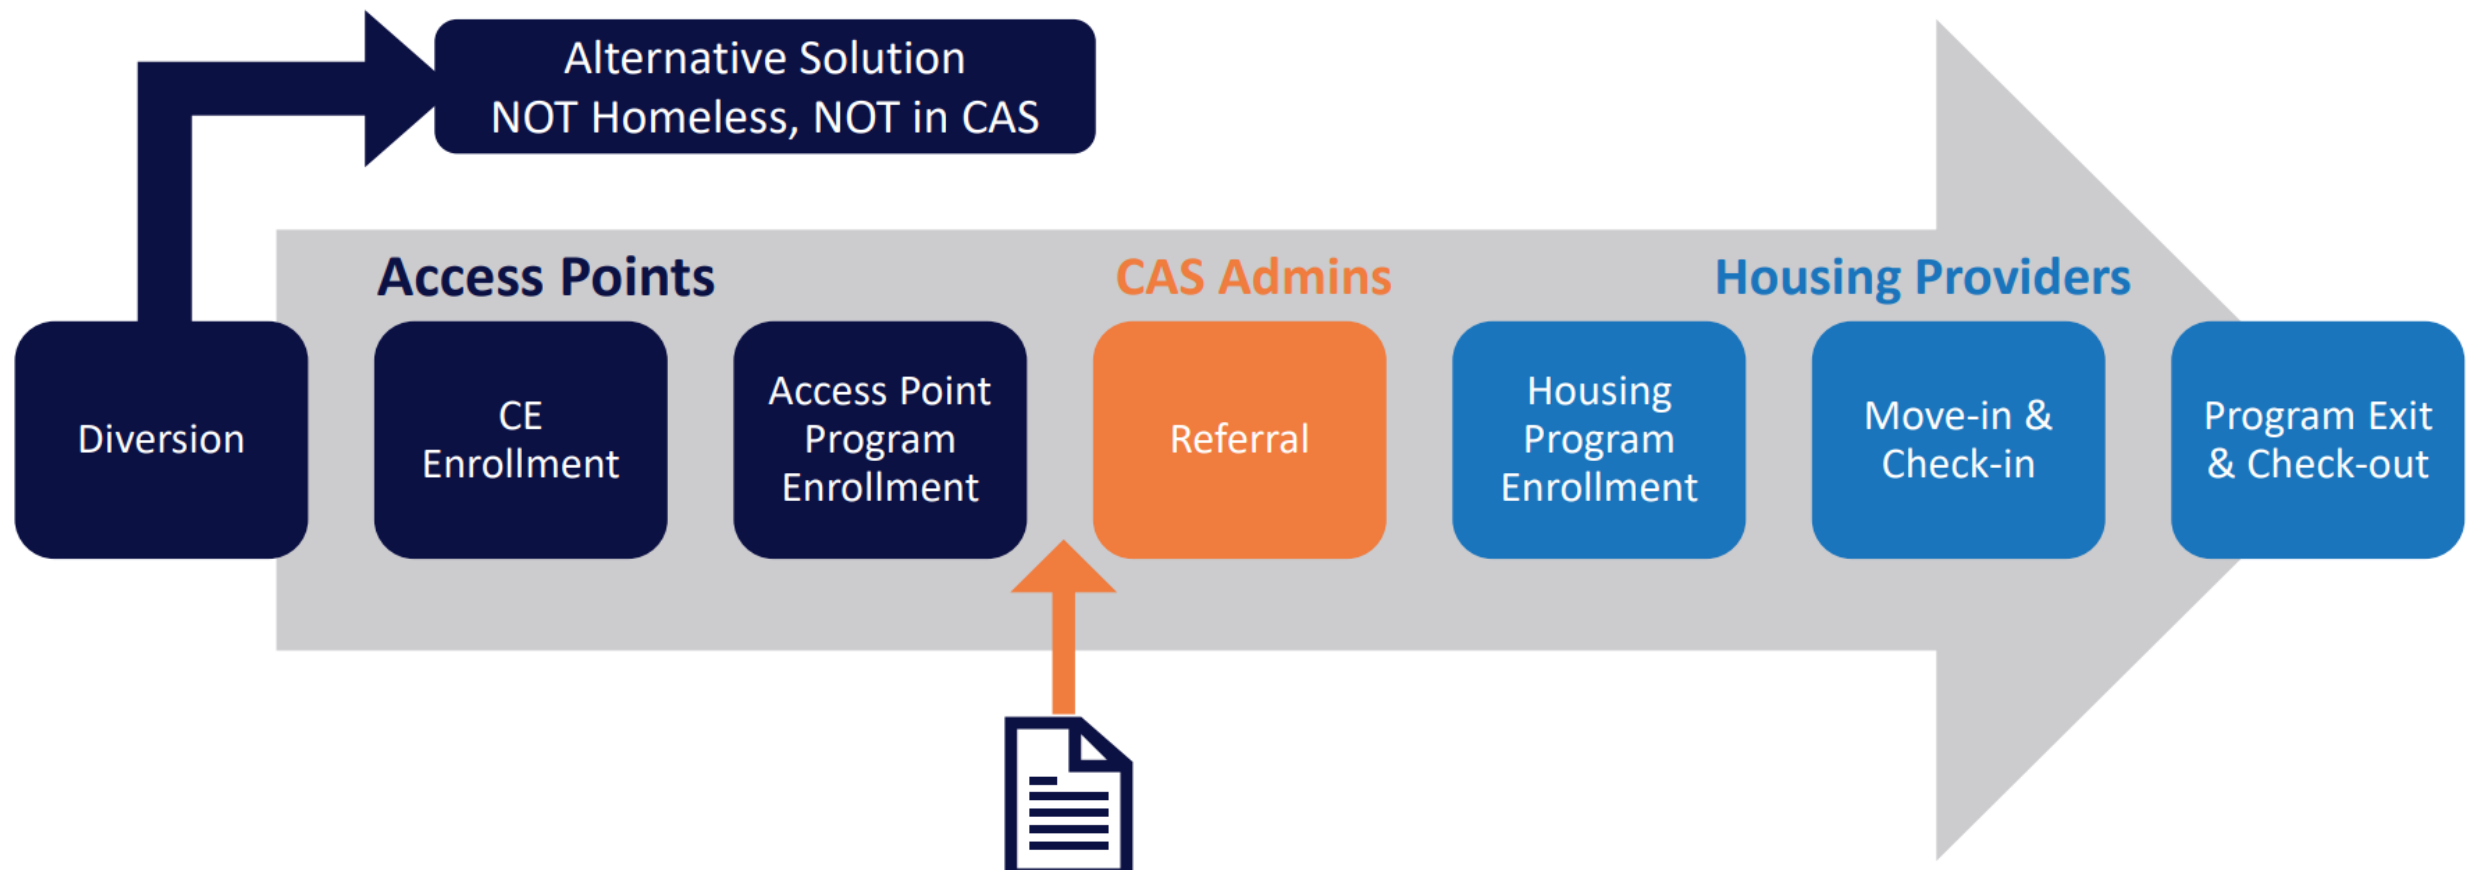 Alternative Solution
NOT Homeless, NOT in CAS
Access Points
CAS Admins
Housing Providers
Diversion
CE
Enrollment
Access Point
Program
Enrollment
Referral
Housing
Program
Enrollment
Move-in &
Check-in
Program Exit
& Check-out